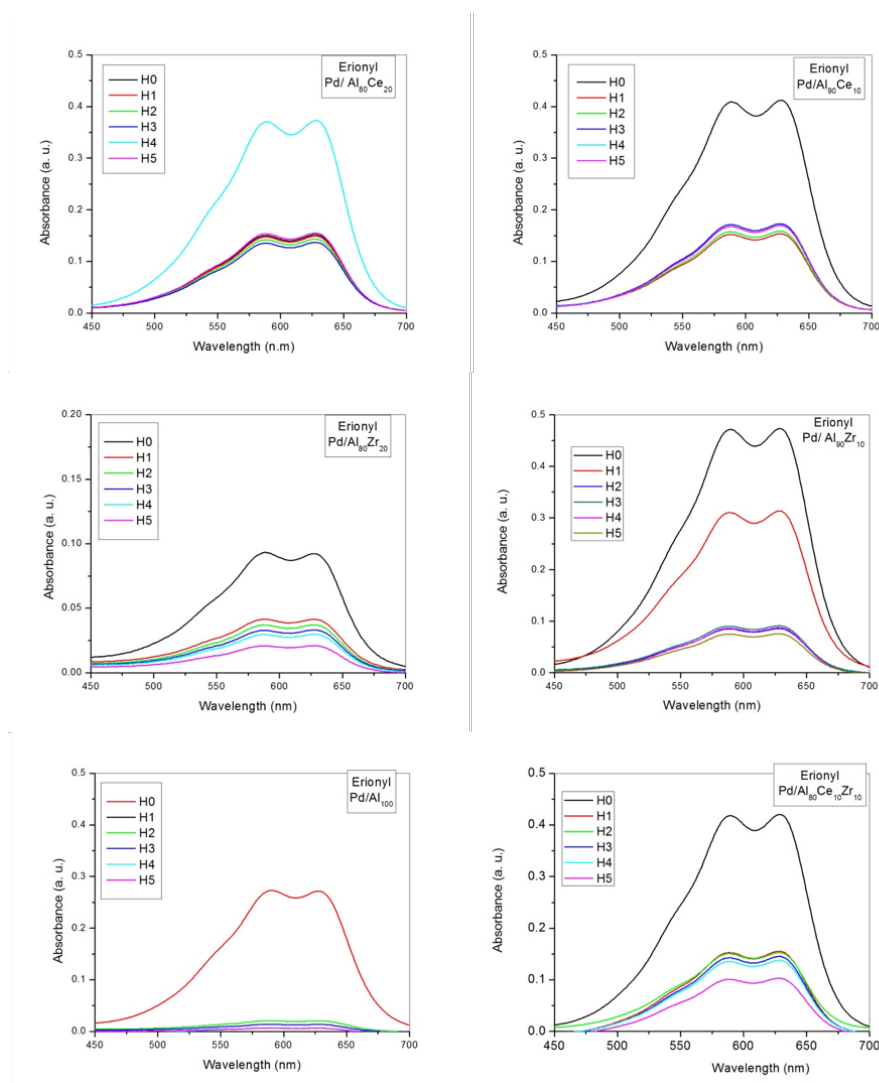 Erionyl
Pd/ Al₈₀Ce₂₀
H0
H1
H2
H3
H4
H5
Absorbance (a. u.)
0.5
0.4
0.3
0.2
0.1
0.0
450 500 550 600 650 700
Wavelength (n.m)
Erionyl
Pd/Al₉₀Ce₁₀
H0
H1
H2
H3
H4
H5
Absorbance (a. u.)
0.5
0.4
0.3
0.2
0.1
0.0
450 500 550 600 650 700
Wavelength (nm)
Erionyl
Pd/Al₈₀Zr₂₀
H0
H1
H2
H3
H4
H5
Absorbance (a. u.)
0.20
0.15
0.10
0.05
0.00
450 500 550 600 650 700
Wavelength (nm)
Erionyl
Pd/ Al₉₀Zr₁₀
H0
H1
H2
H3
H4
H5
Absorbance (a. u.)
0.5
0.4
0.3
0.2
0.1
0.0
450 500 550 600 650 700
Wavelength (nm)
Erionyl
Pd/Al₁₀₀
H0
H1
H2
H3
H4
H5
Absorbance (a. u.)
0.5
0.4
0.3
0.2
0.1
0.0
450 500 550 600 650 700
Wavelength (nm)
Erionyl
Pd/Al₈₀Ce₁₀Zr₁₀
H0
H1
H2
H3
H4
H5
Absorbance (a. u.)
0.5
0.4
0.3
0.2
0.1
0.0
450 500 550 600 650 700
Wavelength (nm)